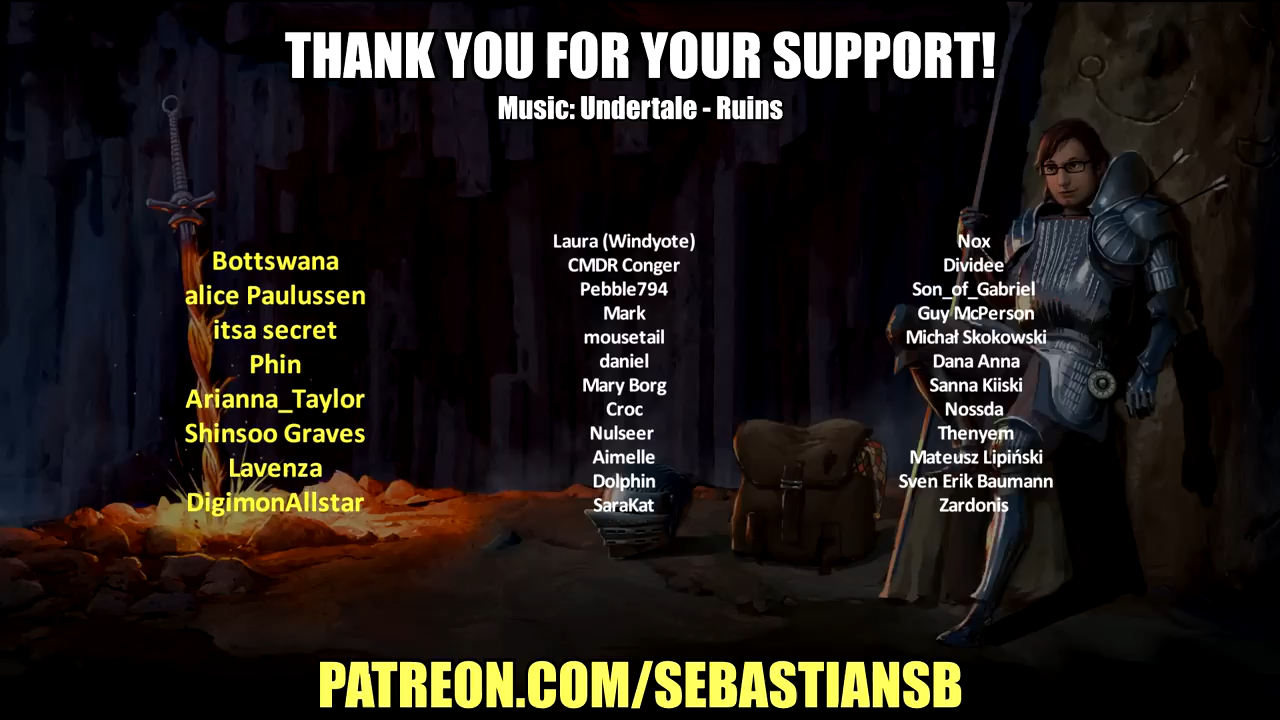 THANK YOU FOR YOUR SUPPORT!
Music: Undertale - Ruins
Bottswana
alice Paulussen
itsa secret
Phin
Arianna_Taylor
Shinsoo Graves
Lavenza
DigimonAllstar
Laura (Windyote)
CMDR Conger
Pebble794
Mark
mousetail
daniel
Mary Borg
Croc
Nulseer
Aimelle
Dolphin
SaraKat
Nox
Dividee
Son_of_Gabriel
Guy McPerson
Michał Skokowski
Dana Anna
Sanna Kiiski
Nossda
Thenyem
Mateusz Lipiński
Sven Erik Baumann
Zardonis
PATREON.COM/SEBASTIANSB